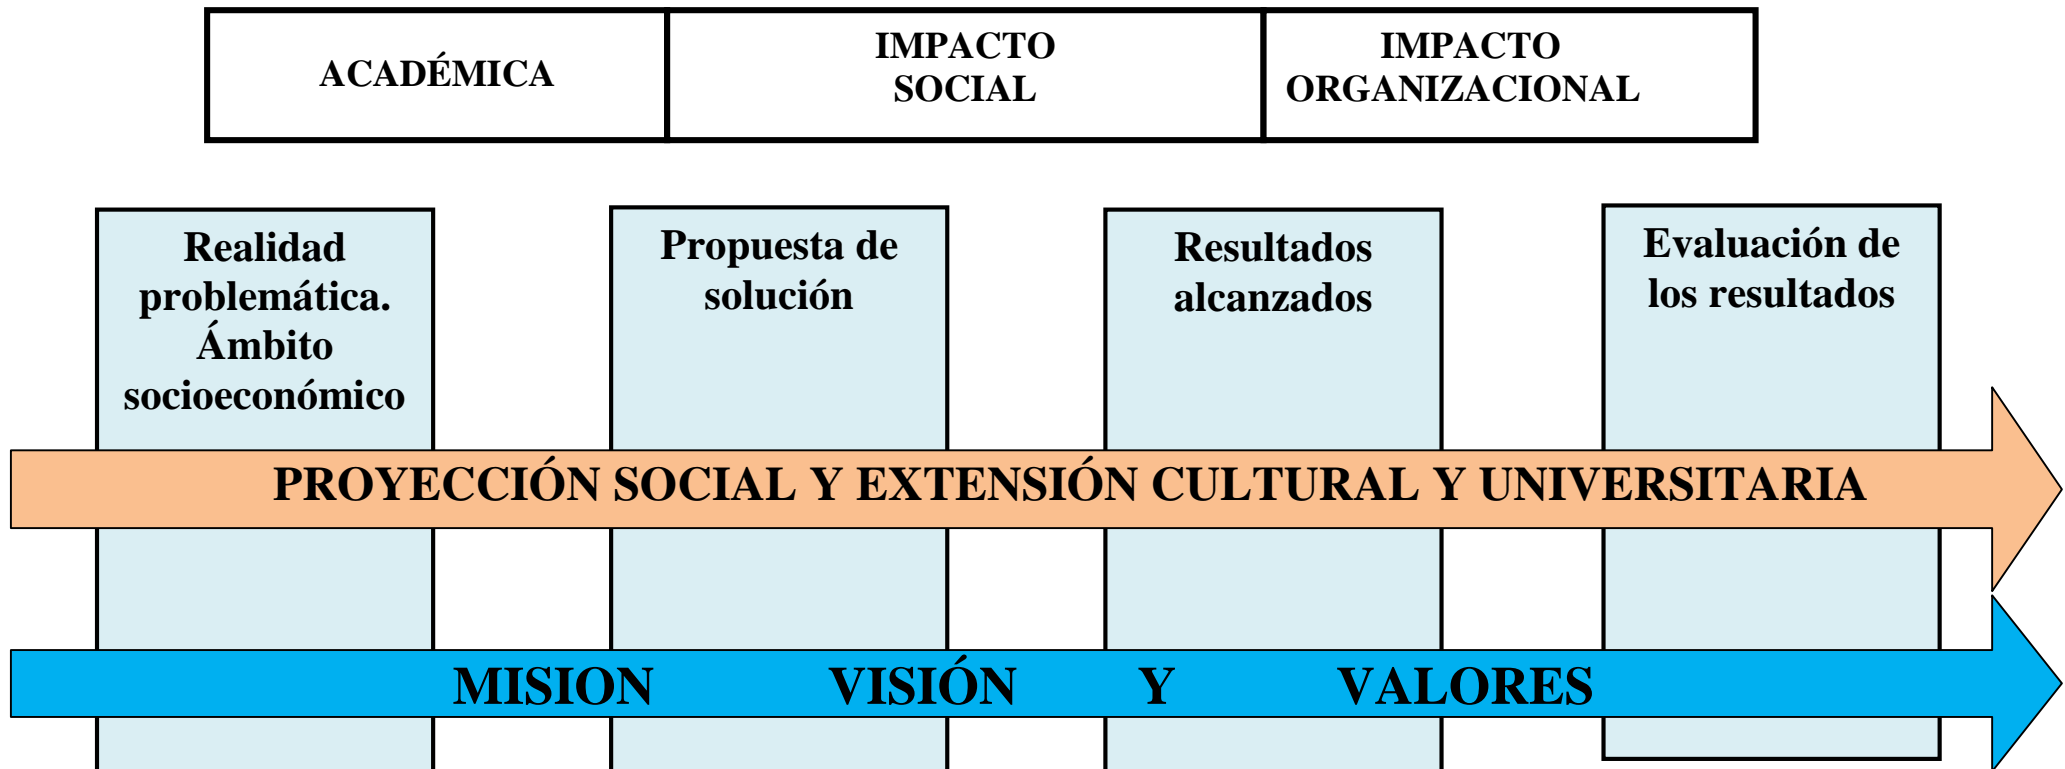 ACADÉMICA
IMPACTO
SOCIAL
IMPACTO
ORGANIZACIONAL
Realidad
problemática.
Ámbito
socioeconómico
Propuesta de
solución
Resultados
alcanzados
Evaluación de
los resultados
PROYECCIÓN SOCIAL Y EXTENSIÓN CULTURAL Y UNIVERSITARIA
MISION VISIÓN Y VALORES